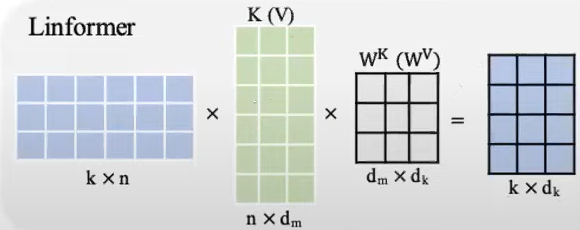 Linformer
K (V)
W^K (W^V)
×
×
=
k × n
n × d_m
d_m × d_k
k × d_k